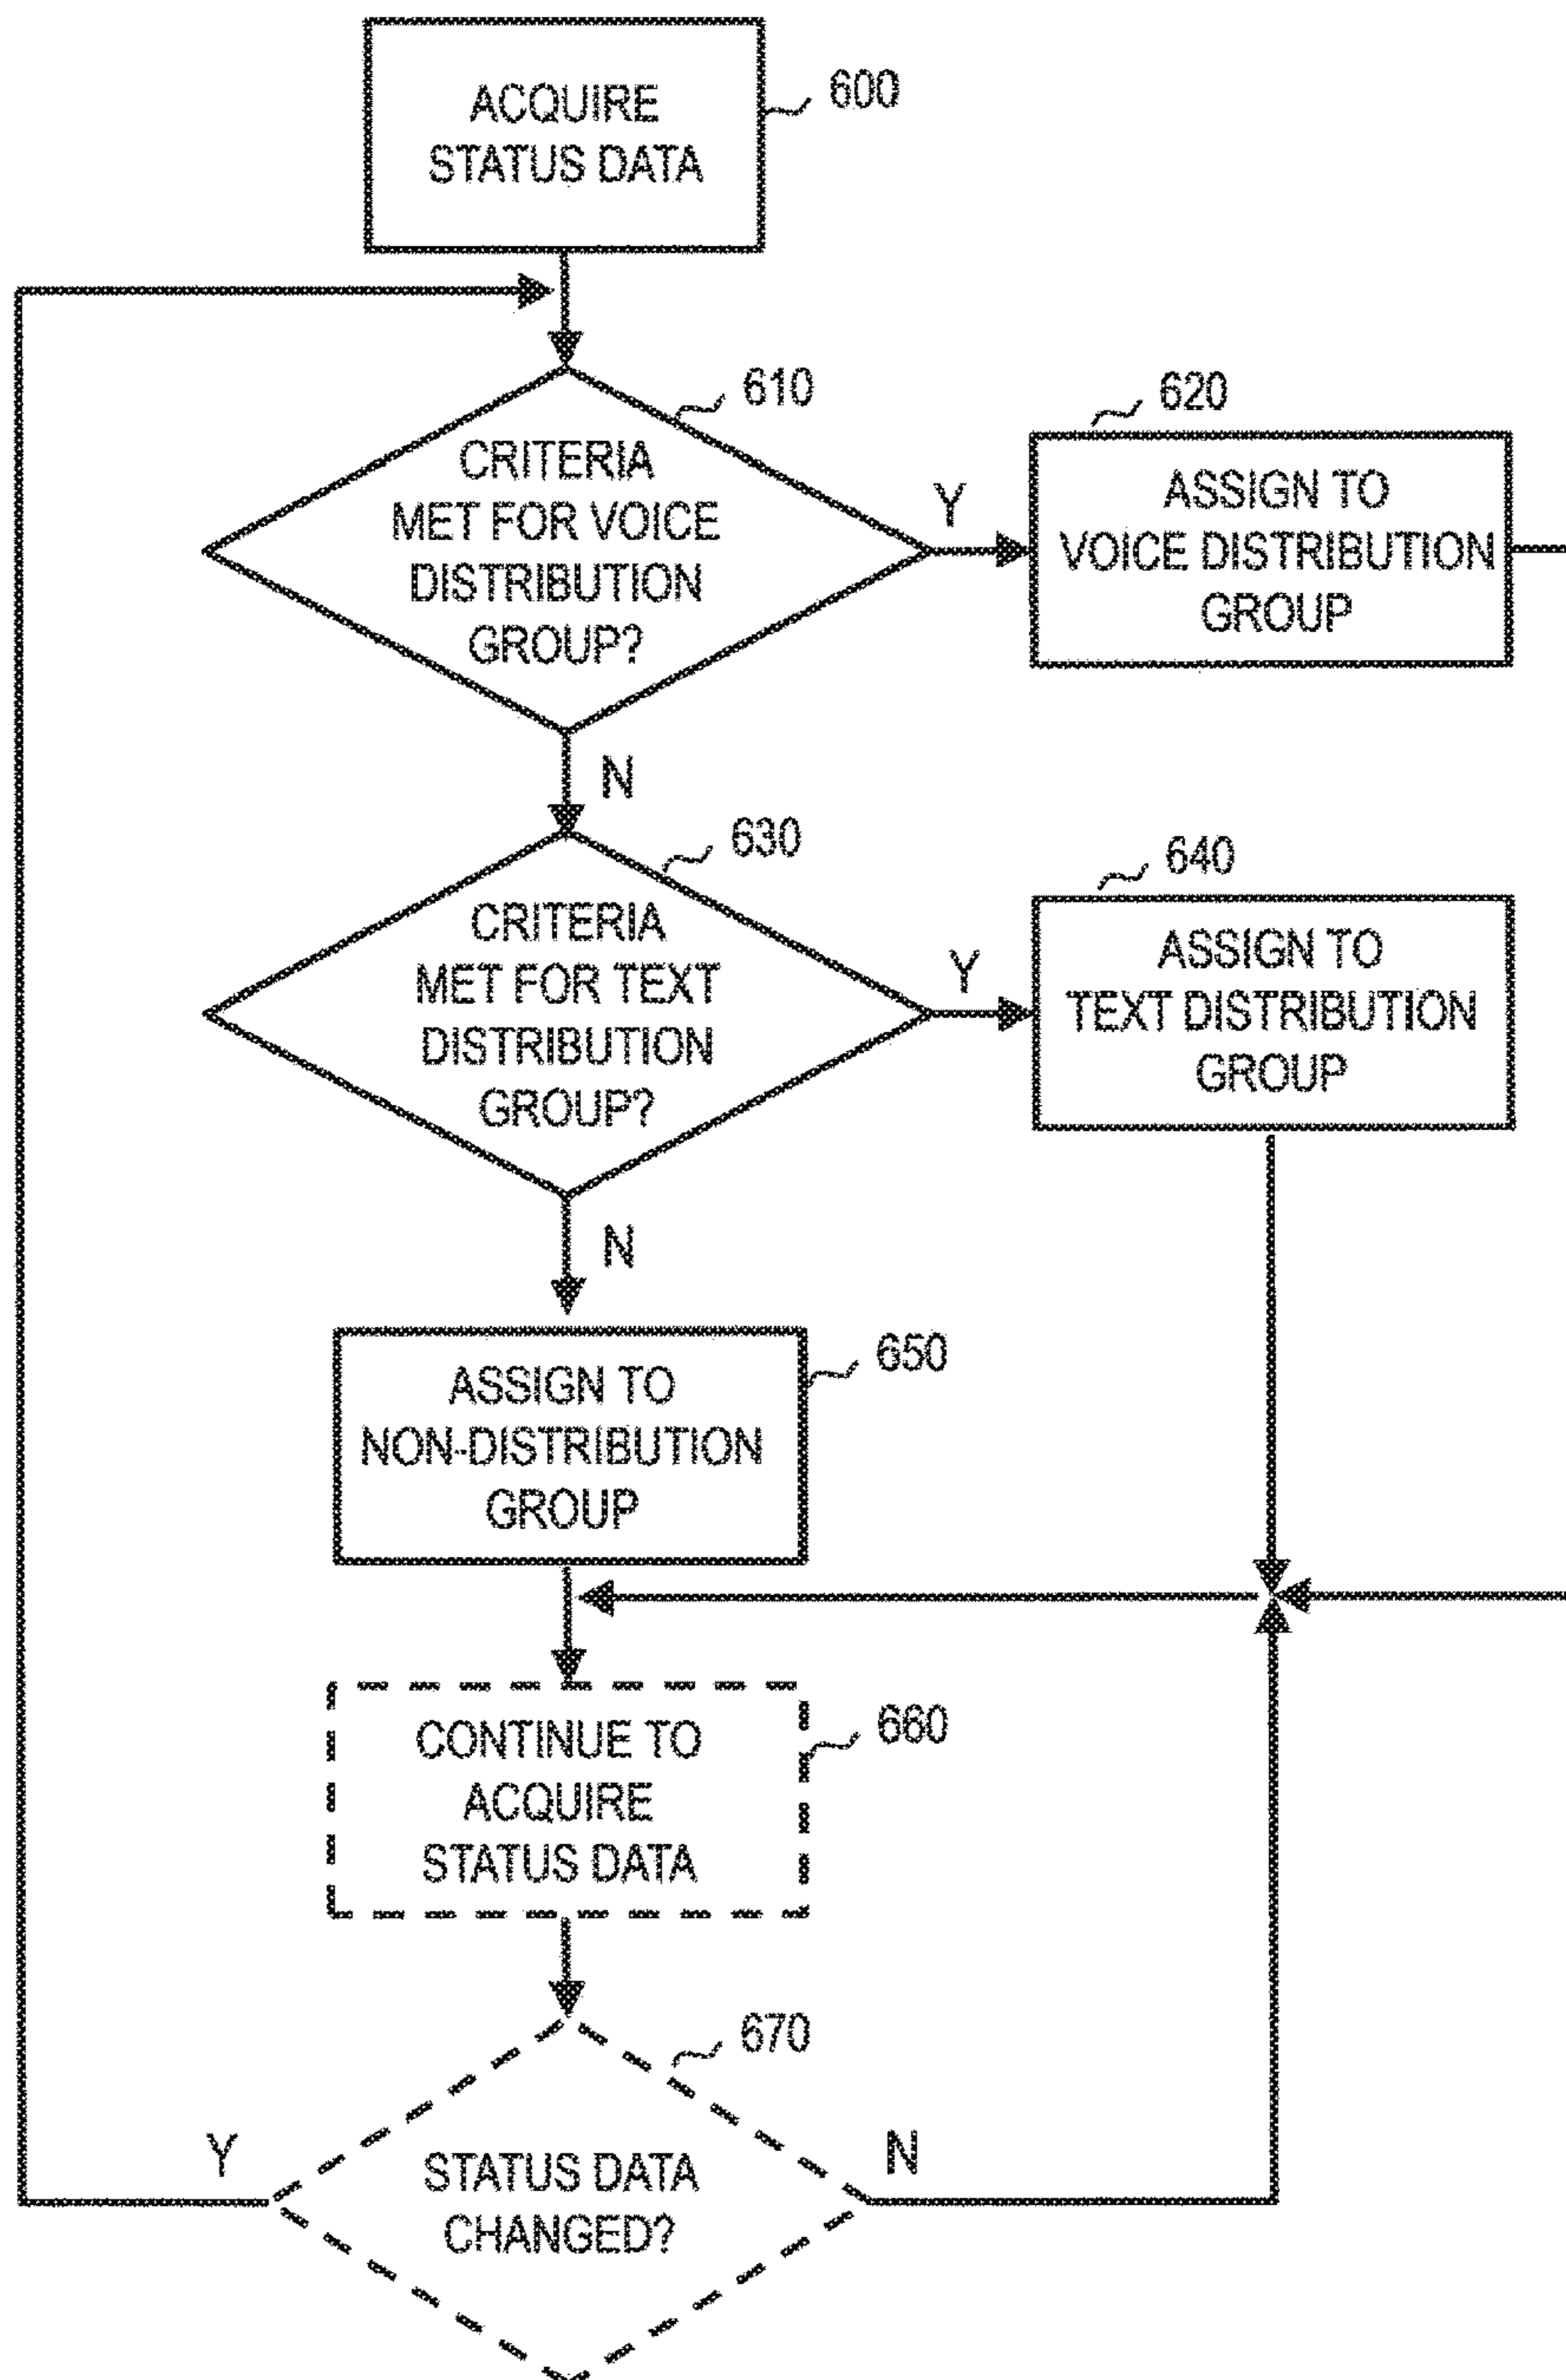 ACQUIRE
STATUS DATA
600
610
CRITERIA
MET FOR VOICE
DISTRIBUTION
GROUP?
Y
620
ASSIGN TO
VOICE DISTRIBUTION
GROUP
N
630
CRITERIA
MET FOR TEXT
DISTRIBUTION
GROUP?
Y
640
ASSIGN TO
TEXT DISTRIBUTION
GROUP
N
650
ASSIGN TO
NON-DISTRIBUTION
GROUP
660
CONTINUE TO
ACQUIRE
STATUS DATA
670
Y
STATUS DATA
CHANGED?
N